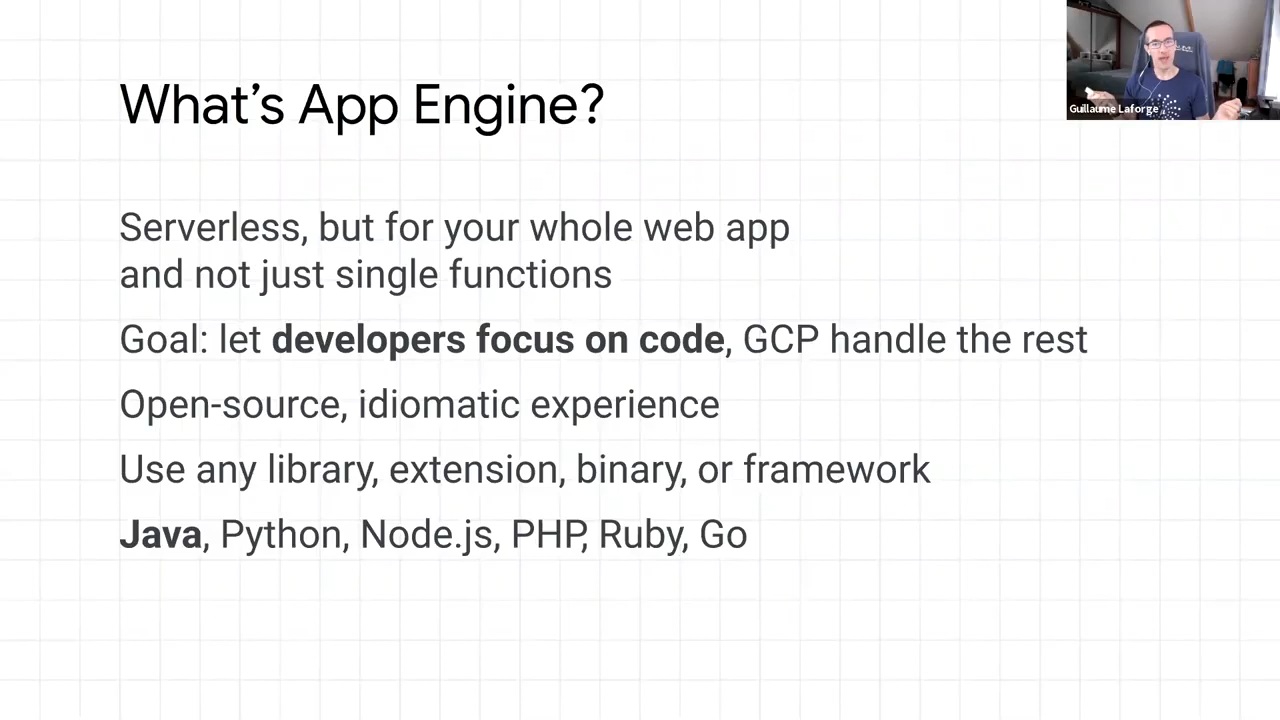 What's App Engine?
Guillaume Laforge
Serverless, but for your whole web app
and not just single functions
Goal: let developers focus on code, GCP handle the rest
Open-source, idiomatic experience
Use any library, extension, binary, or framework
Java, Python, Node.js, PHP, Ruby, Go